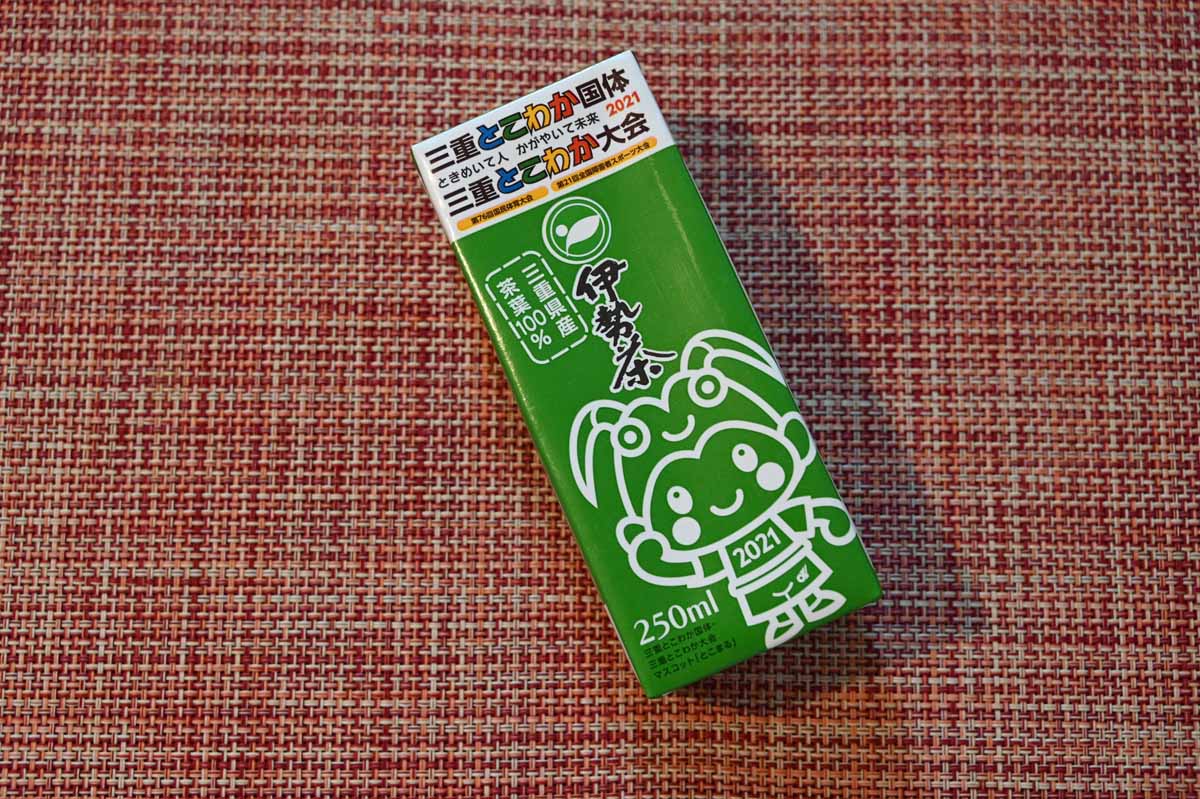 三重とこわか国体
ときめいて人 かがやいて未来 2021
三重とこわか大会
第76回国民体育大会 第21回全国障害者スポーツ大会
伊勢茶
三重県産
茶葉100%
2021
250ml
三重とこわか国体・
三重とこわか大会
マスコット「とこまる」